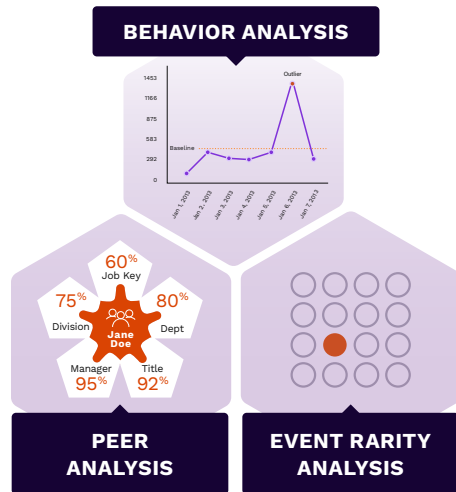 BEHAVIOR ANALYSIS
Outlier
1453
1166
875
583
Baseline
292
0
Jan 1, 2013
Jan 2, 2013
Jan 3, 2013
Jan 4, 2013
Jan 5, 2013
Jan 6, 2013
Jan 7, 2013
60%
Job Key
75%
Division
80%
Dept
Jane
Doe
Manager
95%
Title
92%
PEER
ANALYSIS
EVENT RARITY
ANALYSIS